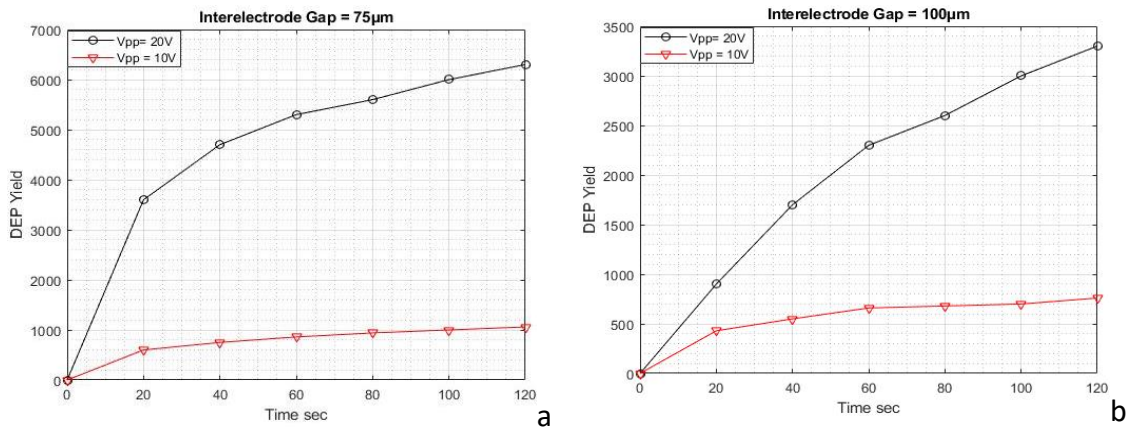 Interelectrode Gap = 75μm
7000
6000
5000
4000
3000
2000
1000
0
DEP Yield
Vpp= 20V
Vpp = 10V
0 20 40 60 80 100 120
Time sec
a
Interelectrode Gap = 100μm
3500
3000
2500
2000
1500
1000
500
0
DEP Yield
Vpp= 20V
Vpp = 10V
0 20 40 60 80 100 120
Time sec
b